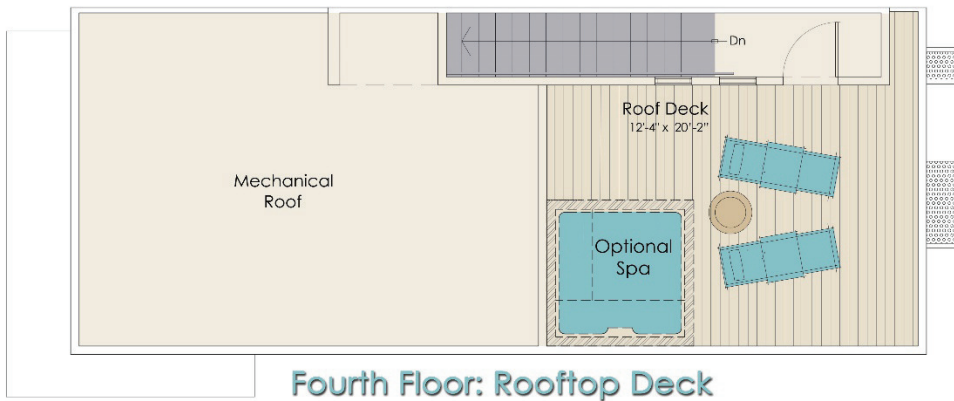 Dn
Roof Deck
12'-4" x 20'-2"
Mechanical
Roof
Optional
Spa
Fourth Floor: Rooftop Deck